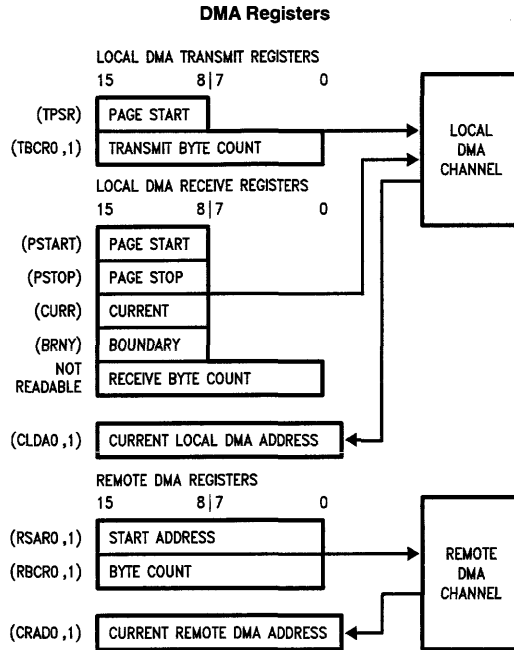 DMA Registers
LOCAL DMA TRANSMIT REGISTERS
15 8|7 0
(TPSR) PAGE START
(TBCR0,1) TRANSMIT BYTE COUNT
LOCAL DMA CHANNEL
LOCAL DMA RECEIVE REGISTERS
15 8|7 0
(PSTART) PAGE START
(PSTOP) PAGE STOP
(CURR) CURRENT
(BRNY) BOUNDARY
NOT READABLE RECEIVE BYTE COUNT
(CLDA0,1) CURRENT LOCAL DMA ADDRESS
REMOTE DMA REGISTERS
15 8|7 0
(RSAR0,1) START ADDRESS
(RBCR0,1) BYTE COUNT
REMOTE DMA CHANNEL
(CRAD0,1) CURRENT REMOTE DMA ADDRESS